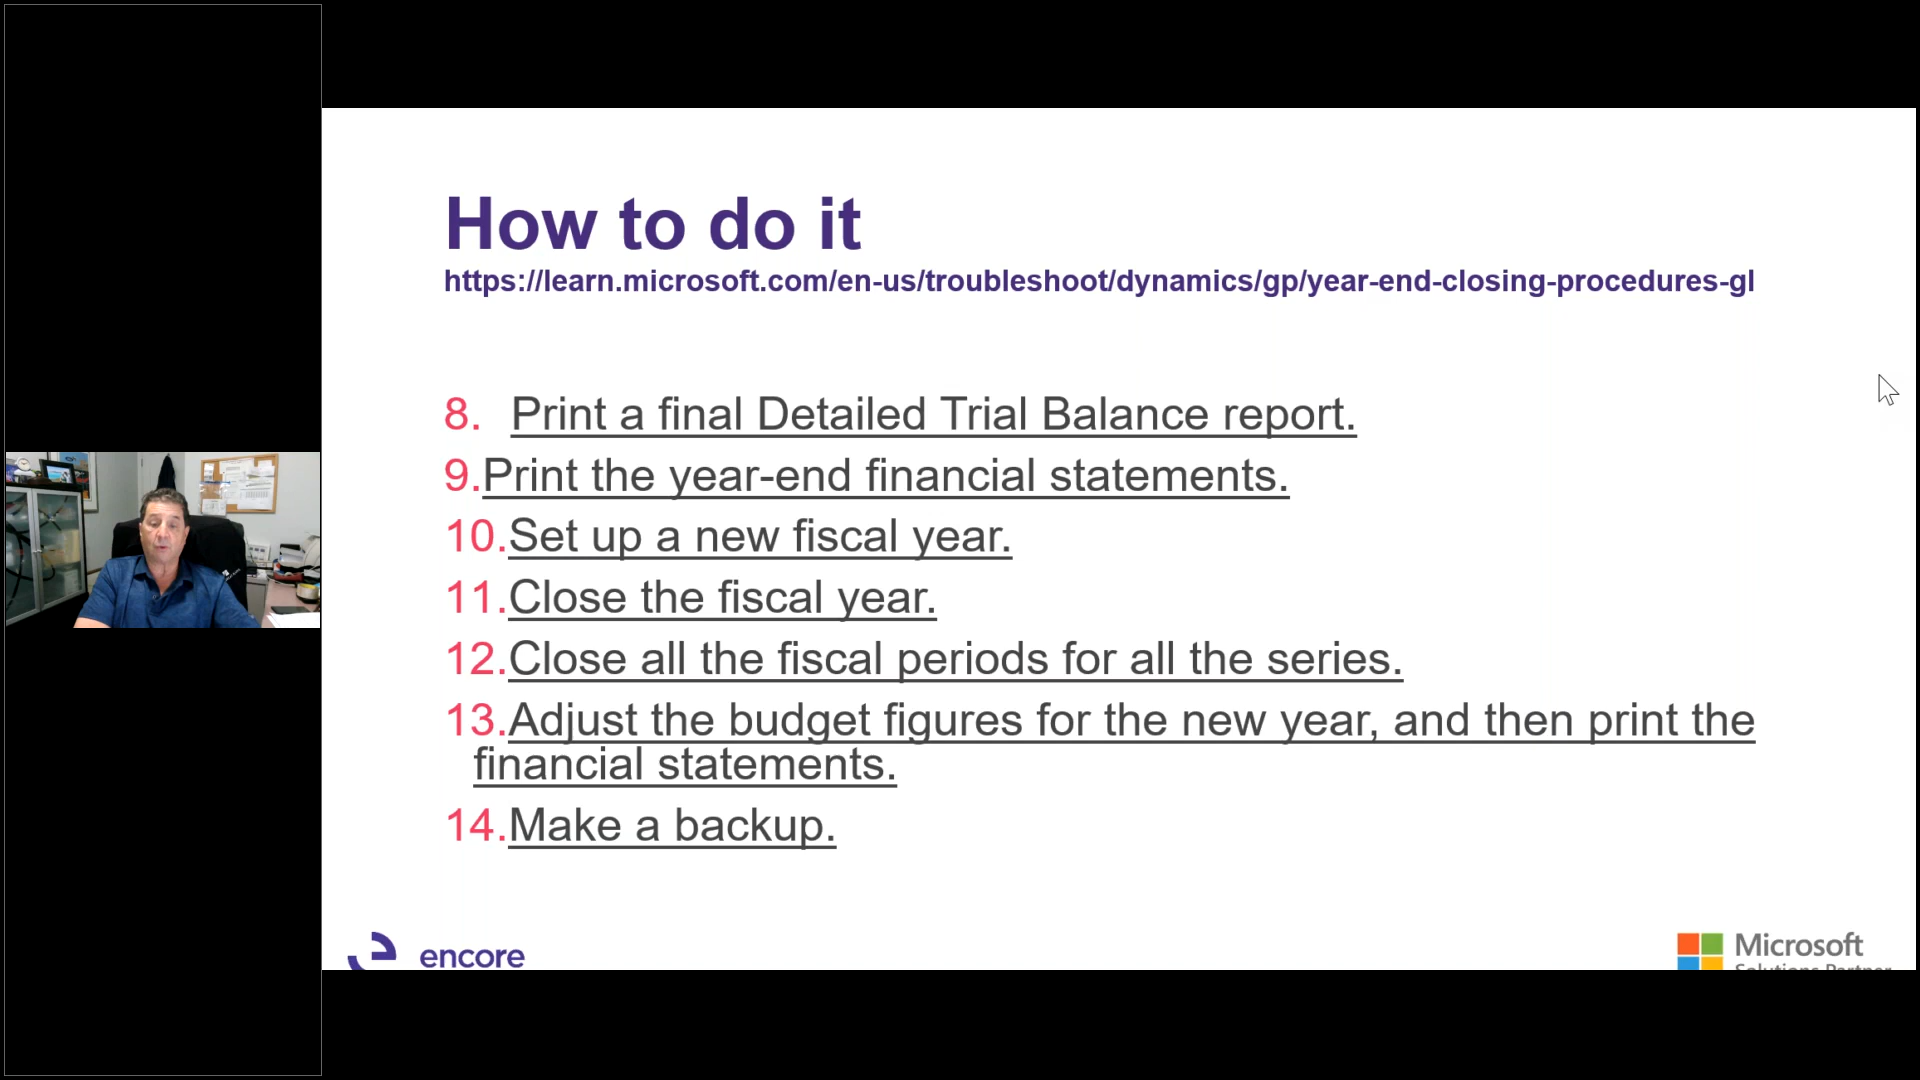 How to do it
https://learn.microsoft.com/en-us/troubleshoot/dynamics/gp/year-end-closing-procedures-gl
8. Print a final Detailed Trial Balance report.
9.Print the year-end financial statements.
10.Set up a new fiscal year.
11.Close the fiscal year.
12.Close all the fiscal periods for all the series.
13.Adjust the budget figures for the new year, and then print the
financial statements.
14.Make a backup.
encore
Microsoft
Solutions Partner